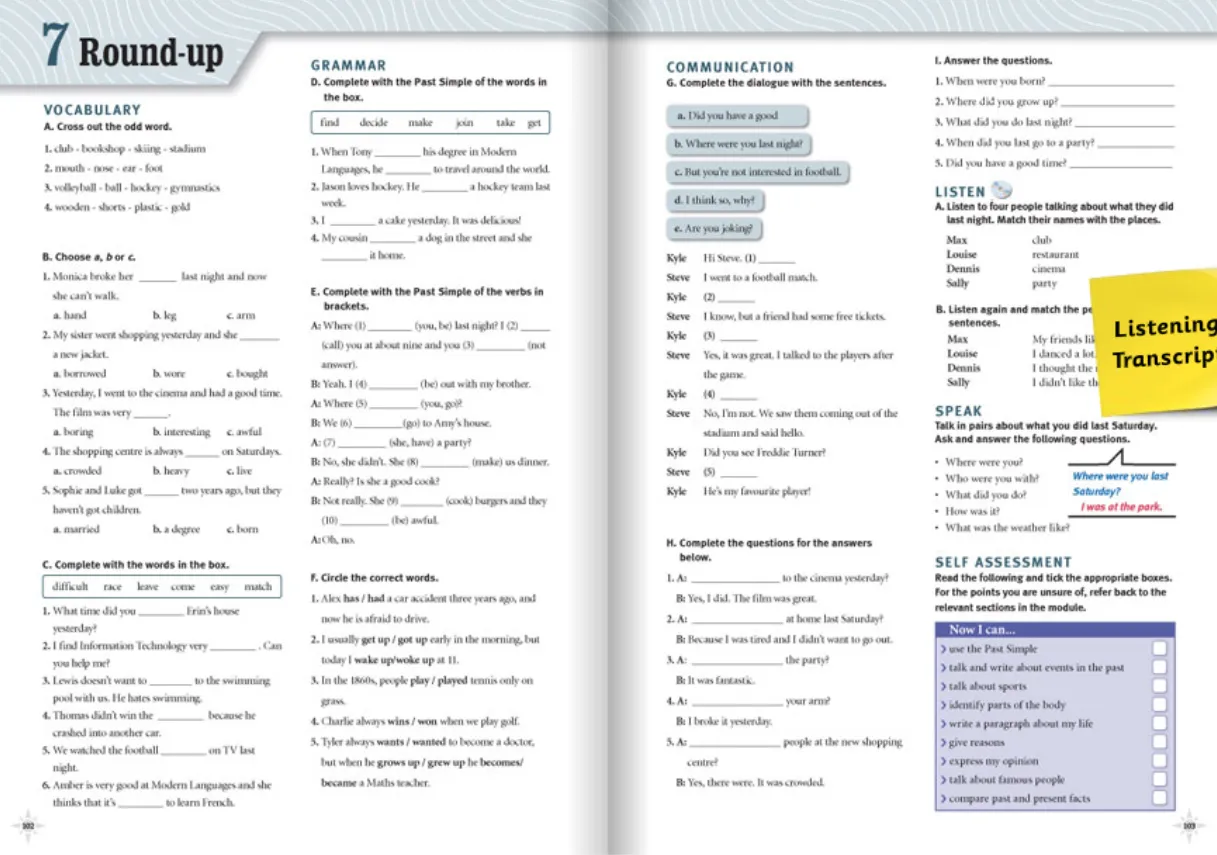 7 Round-up
VOCABULARY
A. Cross out the odd word.
1. club - bookshop - skiing - stadium
2. mouth - nose - ear - foot
3. volleyball - ball - hockey - gymnastics
4. wooden - shorts - plastic - gold
B. Choose a, b or c.
1. Monica broke her _______ last night and now
she can't walk.
a. hand b. leg c. arm
2. My sister went shopping yesterday and she _______
a new jacket.
a. borrowed b. wore c. bought
3. Yesterday, I went to the cinema and had a good time.
The film was very ______.
a. boring b. interesting c. awful
4. The shopping centre is always ______ on Saturdays.
a. crowded b. heavy c. live
5. Sophie and Luke got ______ two years ago, but they
haven't got children.
a. married b. a degree c. born
C. Complete with the words in the box.
difficult race leave come easy match
1. What time did you ________ Erin's house
yesterday?
2. I find Information Technology very ________ . Can
you help me?
3. Lewis doesn't want to ________ to the swimming
pool with us. He hates swimming.
4. Thomas didn't win the ________ because he
crashed into another car.
5. We watched the football ________ on TV last
night.
6. Amber is very good at Modern Languages and she
thinks that it's ________ to learn French.
102
GRAMMAR
D. Complete with the Past Simple of the words in
the box.
find decide make join take get
1. When Tony ________ his degree in Modern
Languages, he ________ to travel around the world.
2. Jason loves hockey. He ________ a hockey team last
week.
3. I ________ a cake yesterday. It was delicious!
4. My cousin ________ a dog in the street and she
________ it home.
E. Complete with the Past Simple of the verbs in
brackets.
A: Where (1) ________ (you, be) last night? I (2) _____
(call) you at about nine and you (3) ________ (not
answer).
B: Yeah. I (4) ________ (be) out with my brother.
A: Where (5) ________ (you, go)?
B: We (6) ________ (go) to Amy's house.
A: (7) ________ (she, have) a party?
B: No, she didn't. She (8) ________ (make) us dinner.
A: Really? Is she a good cook?
B: Not really. She (9) ________ (cook) burgers and they
(10) ________ (be) awful.
A: Oh, no.
F. Circle the correct words.
1. Alex has / had a car accident three years ago, and
now he is afraid to drive.
2. I usually get up / got up early in the morning, but
today I wake up/woke up at 11.
3. In the 1860s, people play / played tennis only on
grass.
4. Charlie always wins / won when we play golf.
5. Tyler always wants / wanted to become a doctor,
but when he grows up / grew up he becomes/
became a Maths teacher.
COMMUNICATION
G. Complete the dialogue with the sentences.
a. Did you have a good
b. Where were you last night?
c. But you're not interested in football.
d. I think so, why?
e. Are you joking?
Kyle Hi Steve. (1) ______
Steve I went to a football match.
Kyle (2) ______
Steve I know, but a friend had some free tickets.
Kyle (3) ______
Steve Yes, it was great. I talked to the players after
the game.
Kyle (4) ______
Steve No, I'm not. We saw them coming out of the
stadium and said hello.
Kyle Did you see Freddie Turner?
Steve (5) ______
Kyle He's my favourite player!
H. Complete the questions for the answers
below.
1. A: ________________ to the cinema yesterday?
B: Yes, I did. The film was great.
2. A: ________________ at home last Saturday?
B: Because I was tired and I didn't want to go out.
3. A: ________________ the party?
B: It was fantastic.
4. A: ________________ your arm?
B: I broke it yesterday.
5. A: ________________ people at the new shopping
centre?
B: Yes, there were. It was crowded.
I. Answer the questions.
1. When were you born? ________________
2. Where did you grow up? ________________
3. What did you do last night? ________________
4. When did you last go to a party? ________________
5. Did you have a good time? ________________
LISTEN
A. Listen to four people talking about what they did
last night. Match their names with the places.
Max club
Louise restaurant
Dennis cinema
Sally party
B. Listen again and match the pe
sentences.
Max My friends lik
Louise I danced a lot.
Dennis I thought the
Sally I didn't like th
Listening
Transcrip
SPEAK
Talk in pairs about what you did last Saturday.
Ask and answer the following questions.
• Where were you?
• Who were you with?
• What did you do?
• How was it?
• What was the weather like?
Where were you last
Saturday?
I was at the park.
SELF ASSESSMENT
Read the following and tick the appropriate boxes.
For the points you are unsure of, refer back to the
relevant sections in the module.
Now I can...
> use the Past Simple
> talk and write about events in the past
> talk about sports
> identify parts of the body
> write a paragraph about my life
> give reasons
> express my opinion
> talk about famous people
> compare past and present facts
103